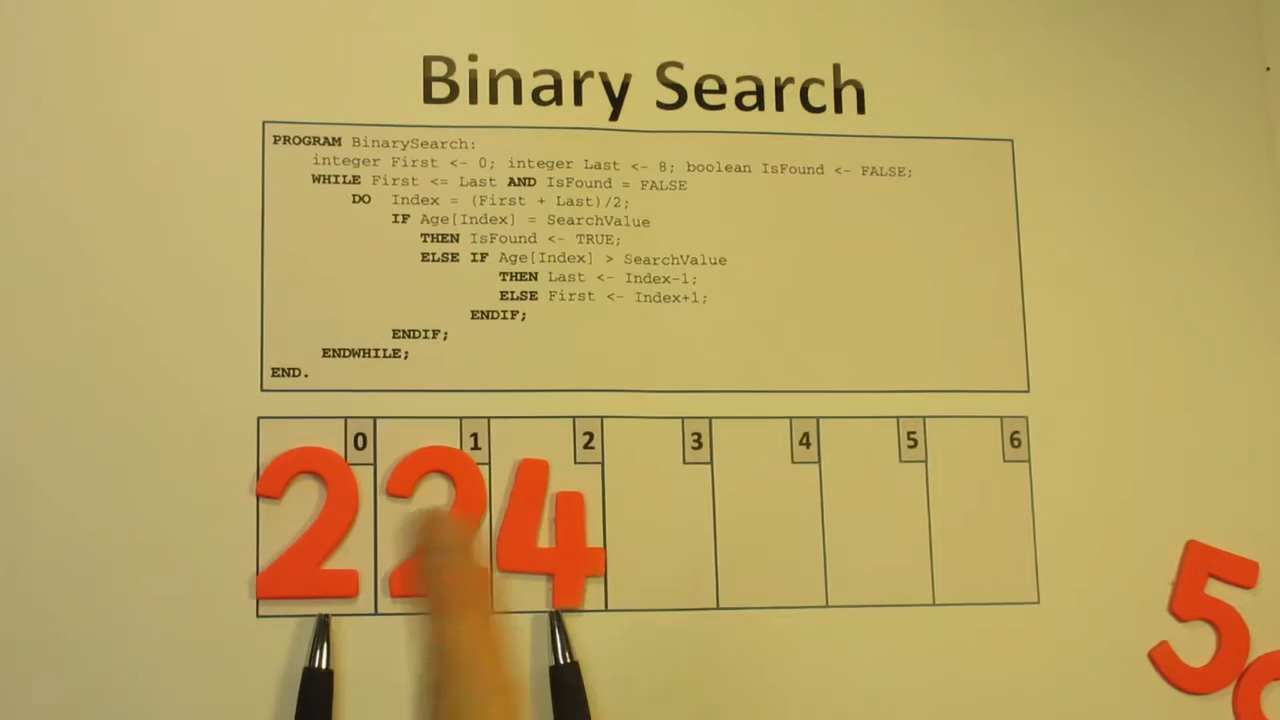 Binary Search
PROGRAM BinarySearch:
integer First <- 0; integer Last <- 8; boolean IsFound <- FALSE;
WHILE First <= Last AND IsFound = FALSE
DO Index = (First + Last)/2;
IF Age[Index] = SearchValue
THEN IsFound <- TRUE;
ELSE IF Age[Index] > SearchValue
THEN Last <- Index-1;
ELSE First <- Index+1;
ENDIF;
ENDIF;
ENDWHILE;
END.
0 1 2 3 4 5 6
2 2 4
5